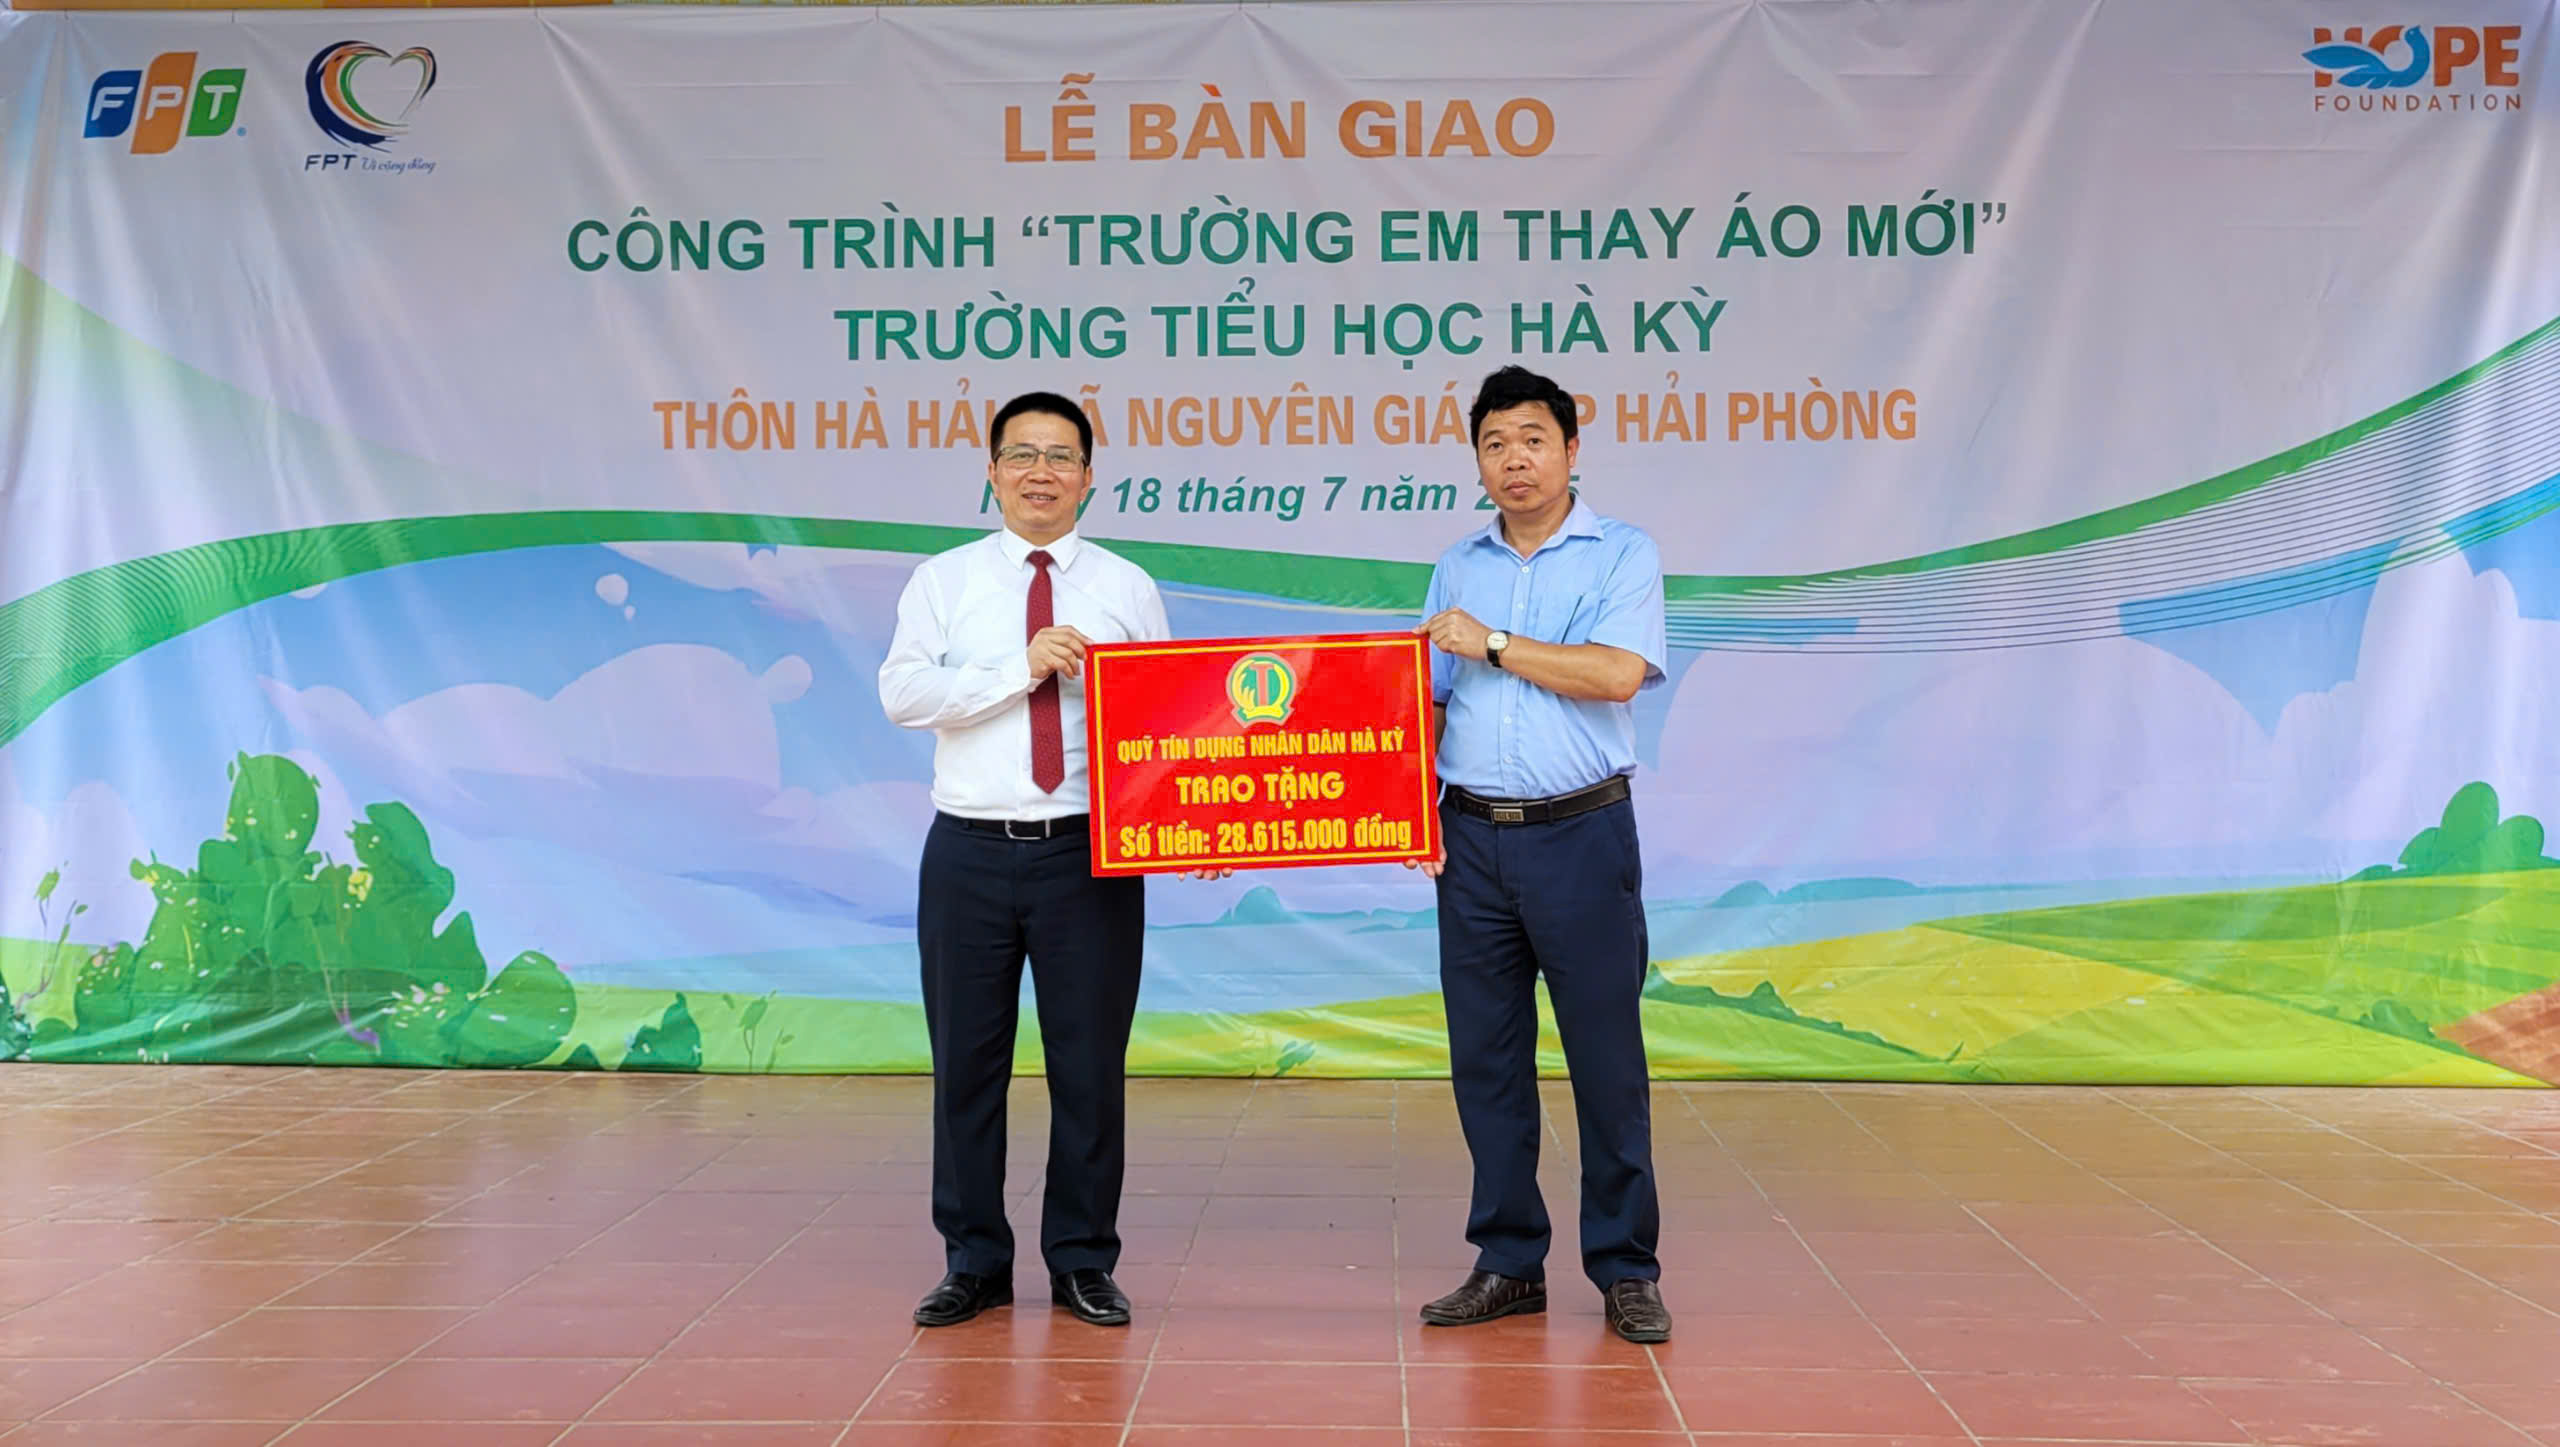 FPT
FPT Vì cộng đồng
HOPE
FOUNDATION
LỄ BÀN GIAO
CÔNG TRÌNH “TRƯỜNG EM THAY ÁO MỚI”
TRƯỜNG TIỂU HỌC HÀ KỲ
THÔN HÀ HẢI NGUYÊN GIÁP HẢI PHÒNG
18 tháng 7 năm
QUỸ TÍN DỤNG NHÂN DÂN HÀ KỲ
TRAO TẶNG
Số tiền: 28.615.000 đồng